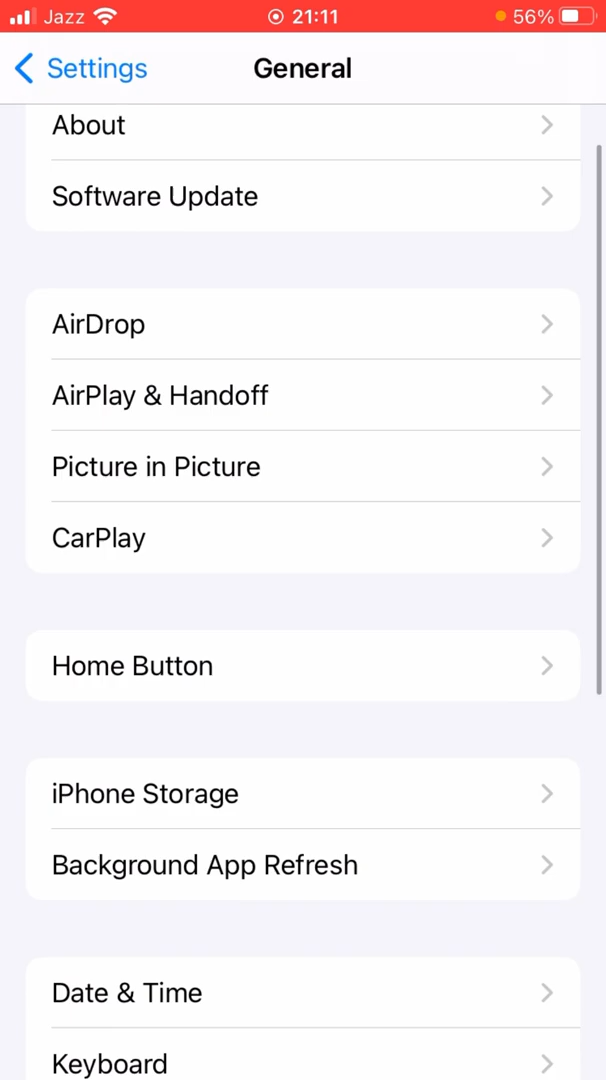 Jazz 21:11 56%
Settings General
About
Software Update
AirDrop
AirPlay & Handoff
Picture in Picture
CarPlay
Home Button
iPhone Storage
Background App Refresh
Date & Time
Keyboard